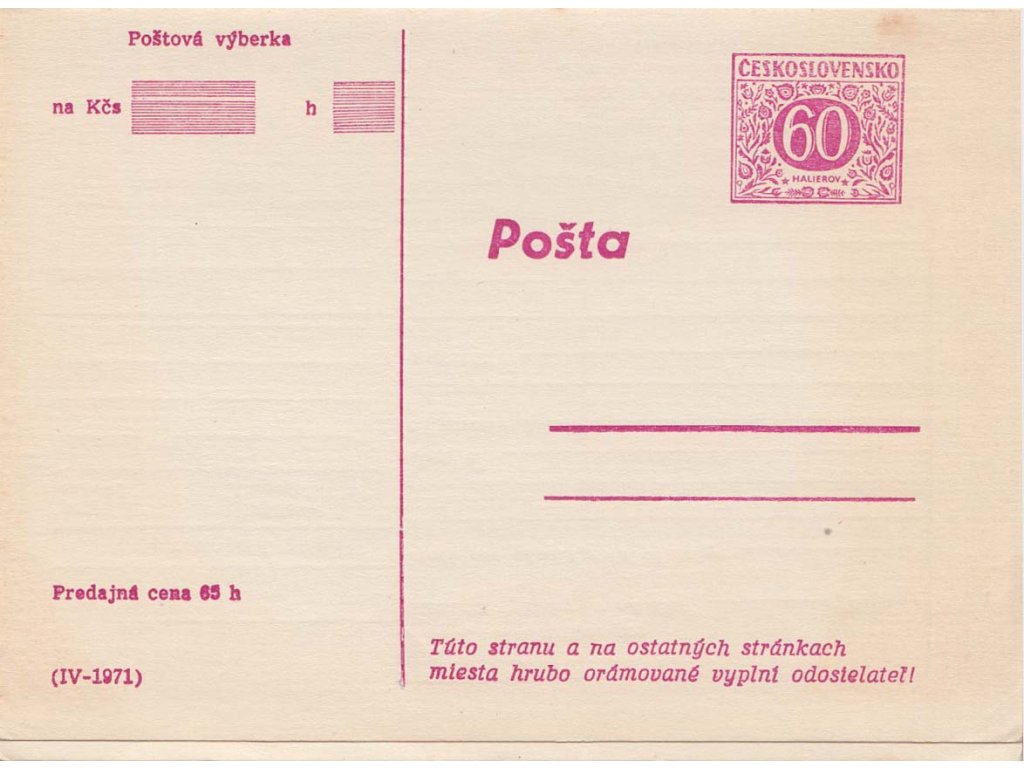 Poštová výberka
na Kčs h
ČESKOSLOVENSKO
60
HALIEROV
Pošta
Predajná cena 65 h
(IV-1971)
Túto stranu a na ostatných stránkach
miesta hrubo orámované vyplní odosielateľ!